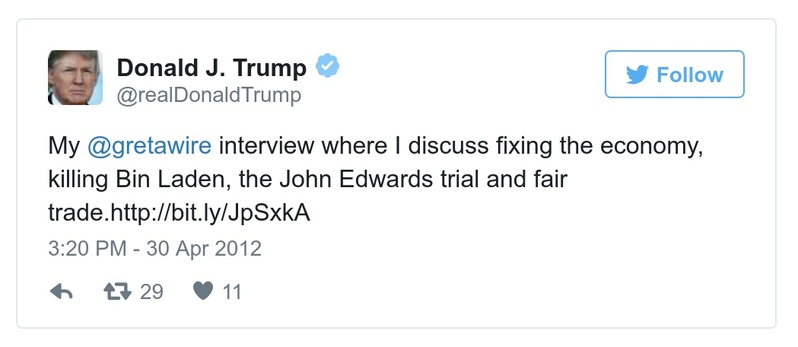 Donald J. Trump
@realDonaldTrump
Follow
My @gretawire interview where I discuss fixing the economy,
killing Bin Laden, the John Edwards trial and fair
trade.http://bit.ly/JpSxkA
3:20 PM - 30 Apr 2012
29 11